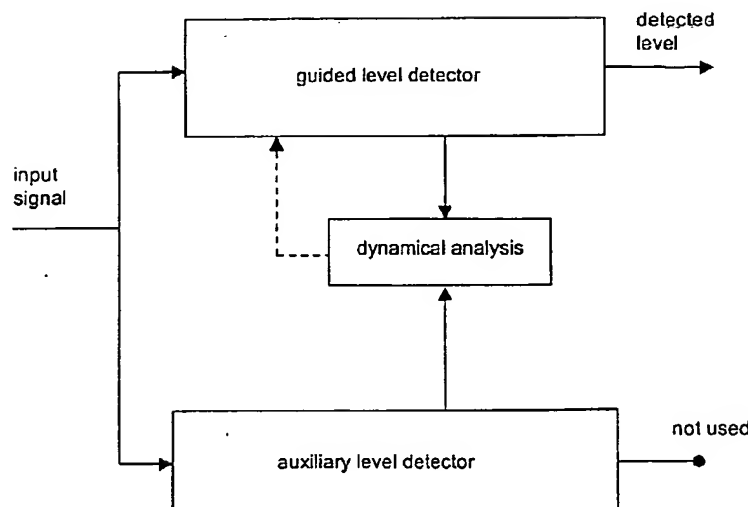 detected
level
guided level detector
input
signal
dynamical analysis
not used
auxiliary level detector